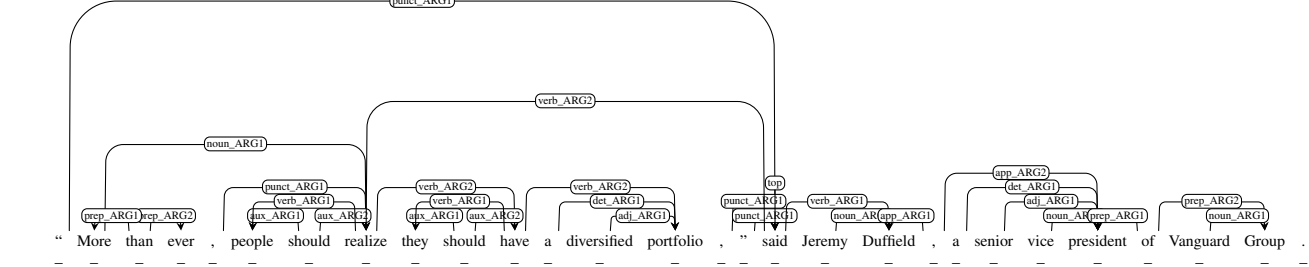 punct_ARG1
verb_ARG2
noun_ARG1
app_ARG2
punct_ARG1 verb_ARG2 verb_ARG2 top det_ARG1
verb_ARG1 verb_ARG1 det_ARG1 punct_ARG1 verb_ARG1 adj_ARG1 prep_ARG2
prep_ARG1 prep_ARG2 aux_ARG1 aux_ARG2 aux_ARG1 aux_ARG2 adj_ARG1 punct_ARG1 noun_ARG1 app_ARG1 noun_ARG1 prep_ARG1 noun_ARG1
“ More than ever , people should realize they should have a diversified portfolio , ” said Jeremy Duffield , a senior vice president of Vanguard Group .